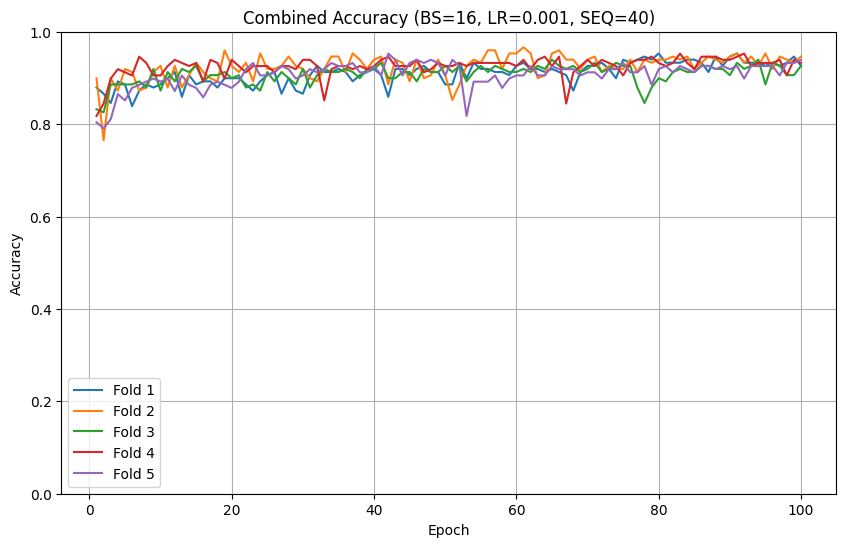 Combined Accuracy (BS=16, LR=0.001, SEQ=40)
Accuracy
1.0
0.8
0.6
0.4
0.2
0.0
Fold 1
Fold 2
Fold 3
Fold 4
Fold 5
0 20 40 60 80 100
Epoch